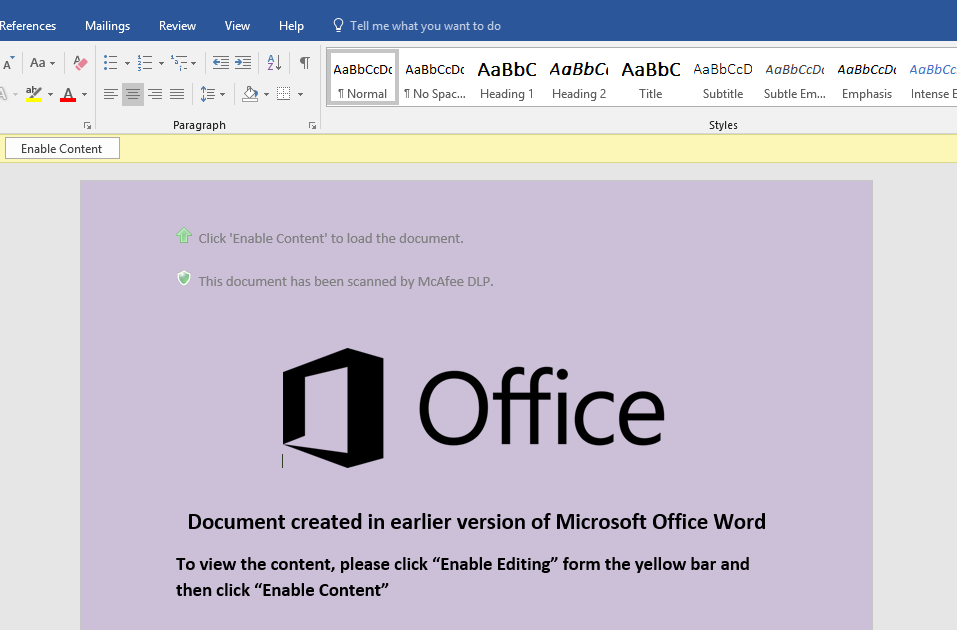 References Mailings Review View Help Tell me what you want to do
A Aa A
A aby A A Z
AaBbCcDc AaBbCcDc AaBbC AaBbCc AaBbC AaBbCcD AaBbCcDc AaBbCcDc AaBbCc
¶ Normal ¶ No Spac... Heading 1 Heading 2 Title Subtitle Subtle Em... Emphasis Intense E
Paragraph Styles
Enable Content
Click 'Enable Content' to load the document.
This document has been scanned by McAfee DLP.
Office
Document created in earlier version of Microsoft Office Word
To view the content, please click “Enable Editing” form the yellow bar and
then click “Enable Content”